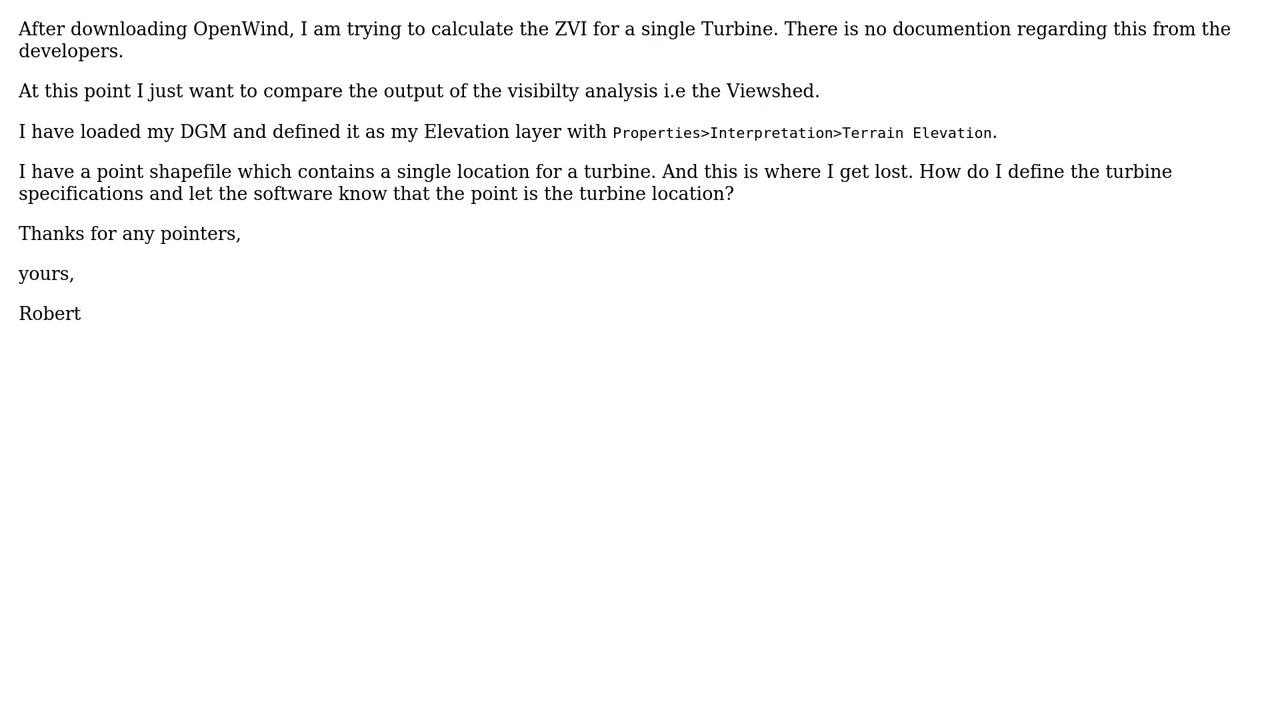 After downloading OpenWind, I am trying to calculate the ZVI for a single Turbine. There is no documention regarding this from the
developers.
At this point I just want to compare the output of the visibilty analysis i.e the Viewshed.
I have loaded my DGM and defined it as my Elevation layer with Properties>Interpretation>Terrain Elevation.
I have a point shapefile which contains a single location for a turbine. And this is where I get lost. How do I define the turbine
specifications and let the software know that the point is the turbine location?
Thanks for any pointers,
yours,
Robert